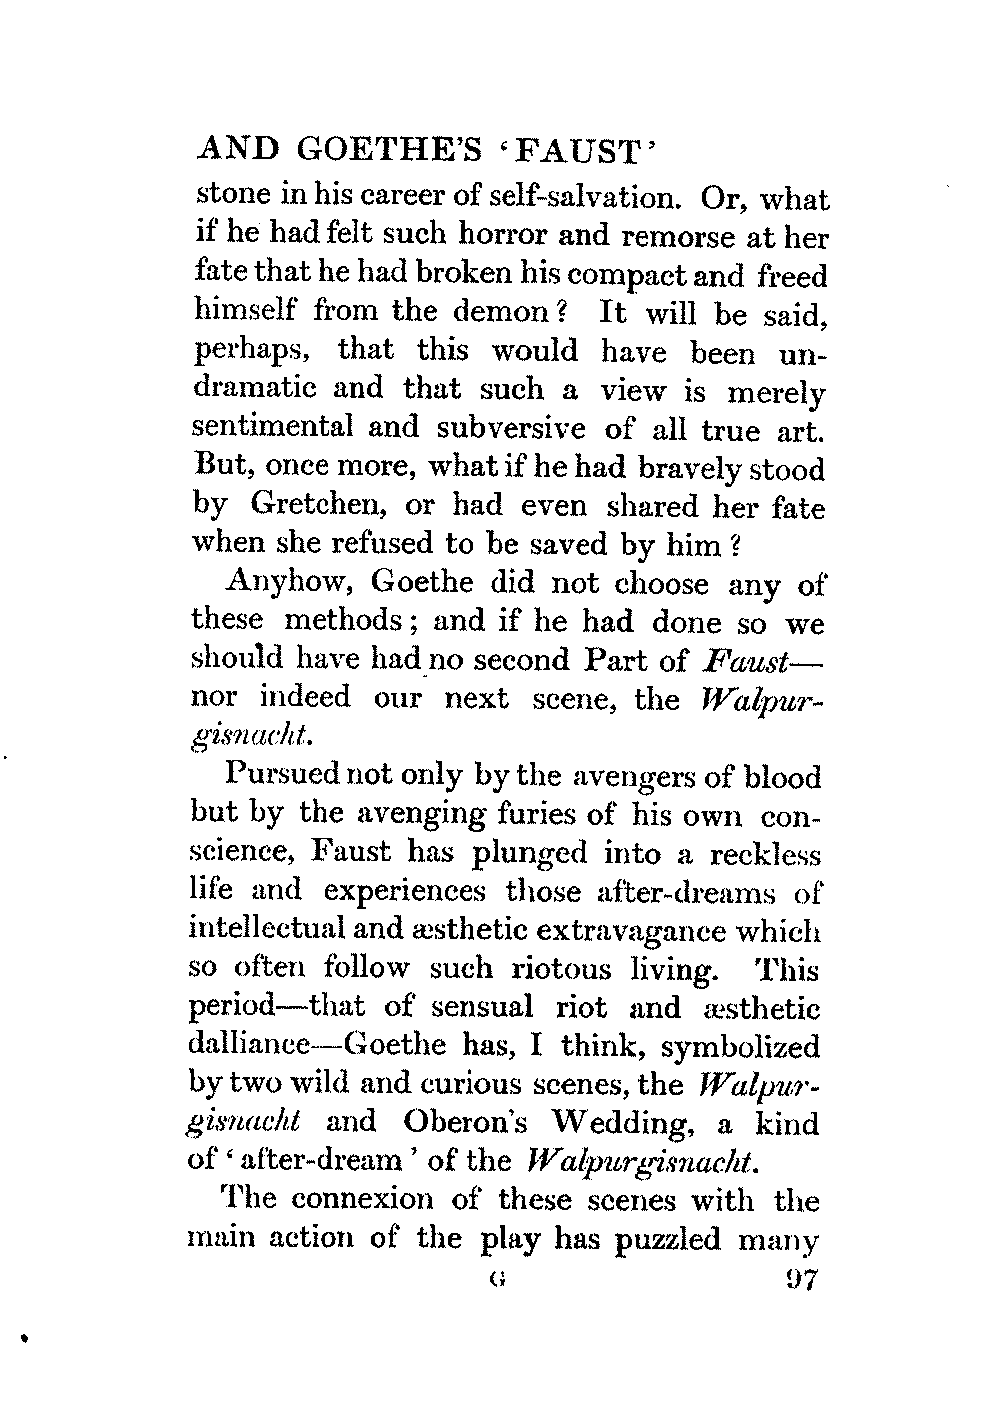 AND GOETHE'S ‘FAUST’
stone in his career of self-salvation. Or, what
if he had felt such horror and remorse at her
fate that he had broken his compact and freed
himself from the demon? It will be said,
perhaps, that this would have been un-
dramatic and that such a view is merely
sentimental and subversive of all true art.
But, once more, what if he had bravely stood
by Gretchen, or had even shared her fate
when she refused to be saved by him?
Anyhow, Goethe did not choose any of
these methods; and if he had done so we
should have had no second Part of Faust—
nor indeed our next scene, the Walpur-
gisnacht.
Pursued not only by the avengers of blood
but by the avenging furies of his own con-
science, Faust has plunged into a reckless
life and experiences those after-dreams of
intellectual and æsthetic extravagance which
so often follow such riotous living. This
period—that of sensual riot and æsthetic
dalliance—Goethe has, I think, symbolized
by two wild and curious scenes, the Walpur-
gisnacht and Oberon's Wedding, a kind
of ‘after-dream’ of the Walpurgisnacht.
The connexion of these scenes with the
main action of the play has puzzled many
G 97